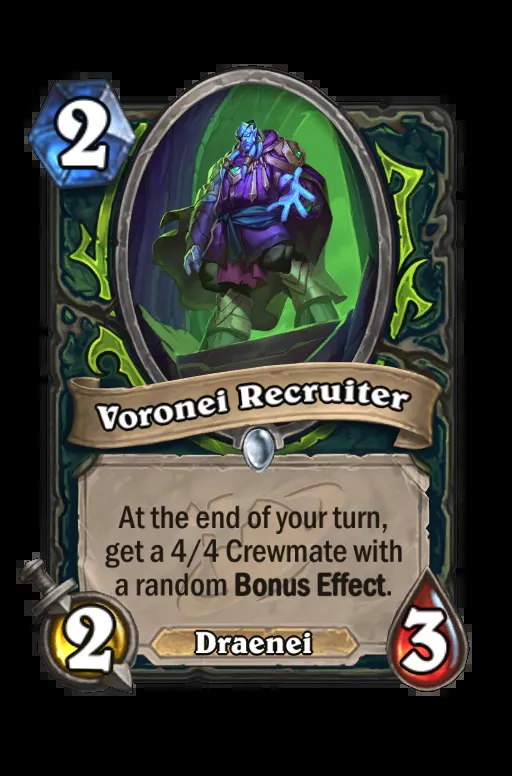 2
Voronei Recruiter
At the end of your turn,
get a 4/4 Crewmate with
a random Bonus Effect.
2
Draenei
3